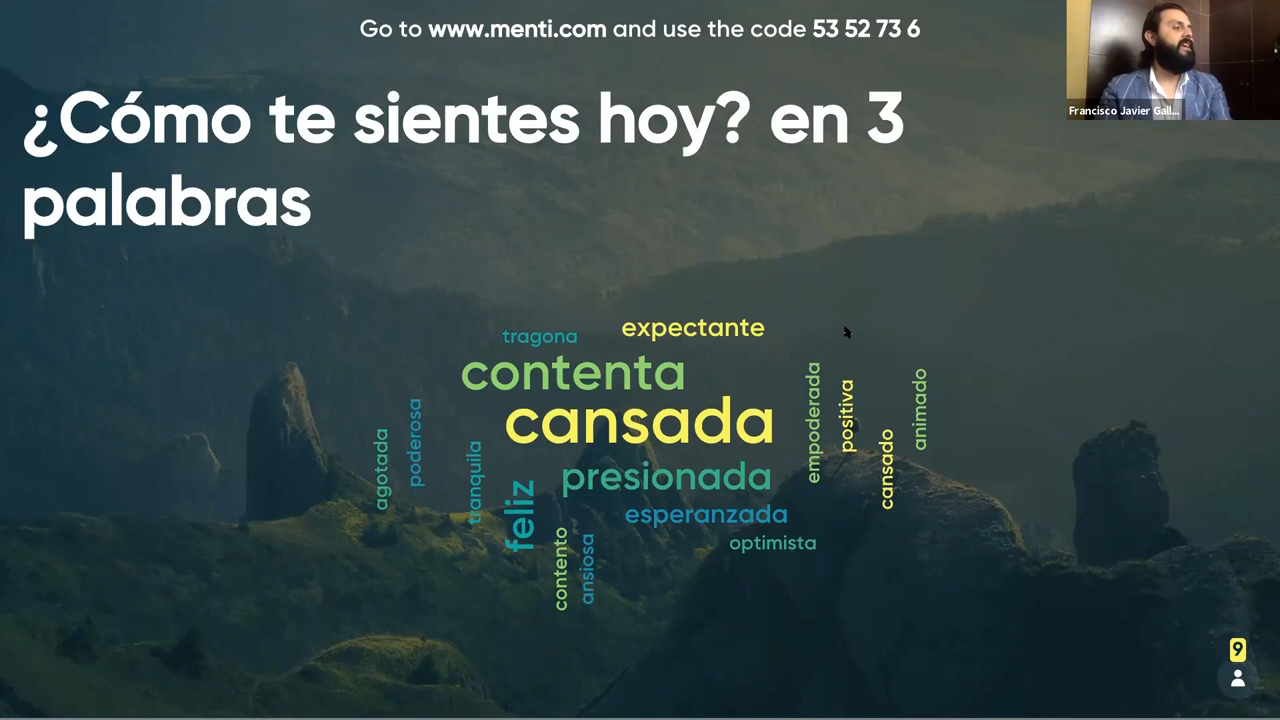 Go to www.menti.com and use the code 53 52 73 6
Francisco Javier Gall...
¿Cómo te sientes hoy? en 3
palabras
tragona
expectante
contenta
cansada
presionada
esperanzada
optimista
agotada
poderosa
tranquila
feliz
contento
ansiosa
empoderada
positiva
cansado
animado
9